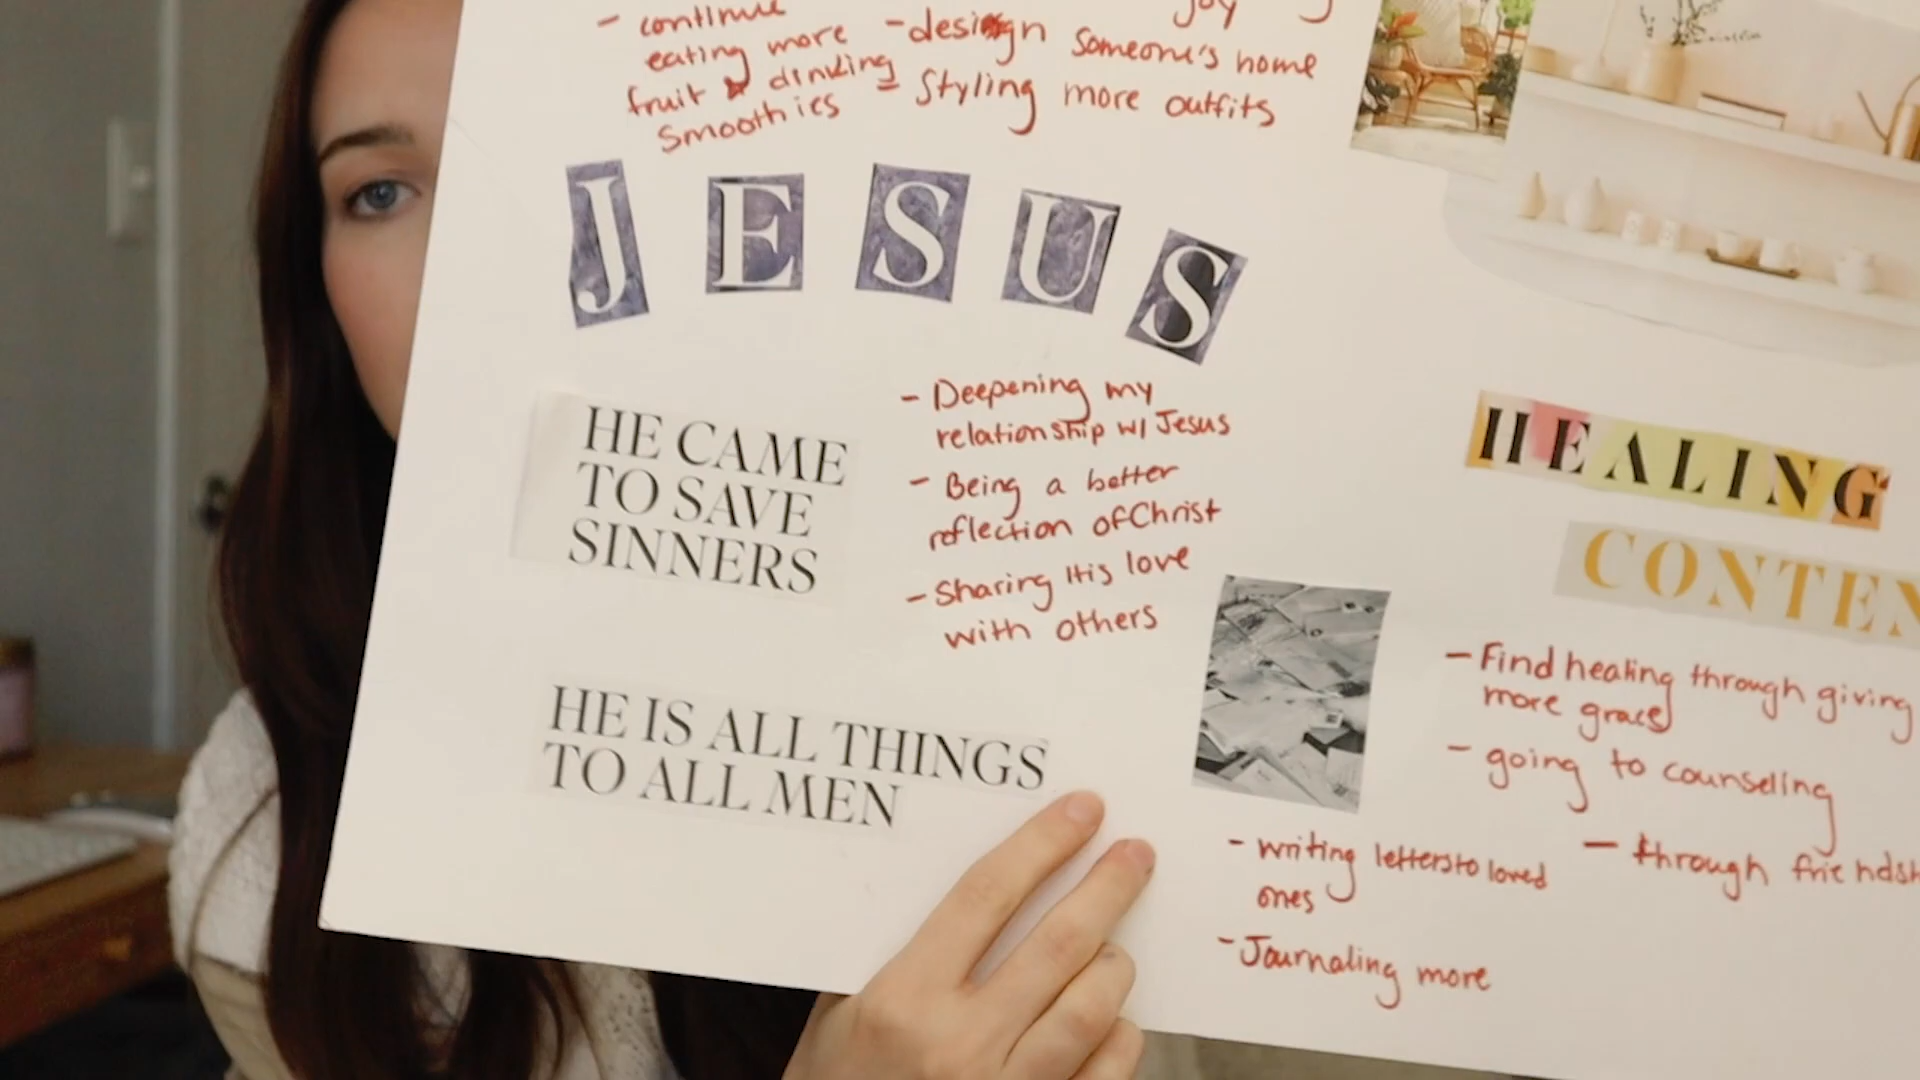 - continue
eating more
fruit & drinking
smoothies
joy
- design someone's home
- Styling more outfits
JESUS
HE CAME
TO SAVE
SINNERS
- Deepening my
relationship w/ Jesus
- Being a better
reflection of Christ
- Sharing His love
with others
HE IS ALL THINGS
TO ALL MEN
HEALING
CONTEN
- Find healing through giving
more grace
- going to counseling
- through friendsh
- writing letters to loved
ones
- Journaling more